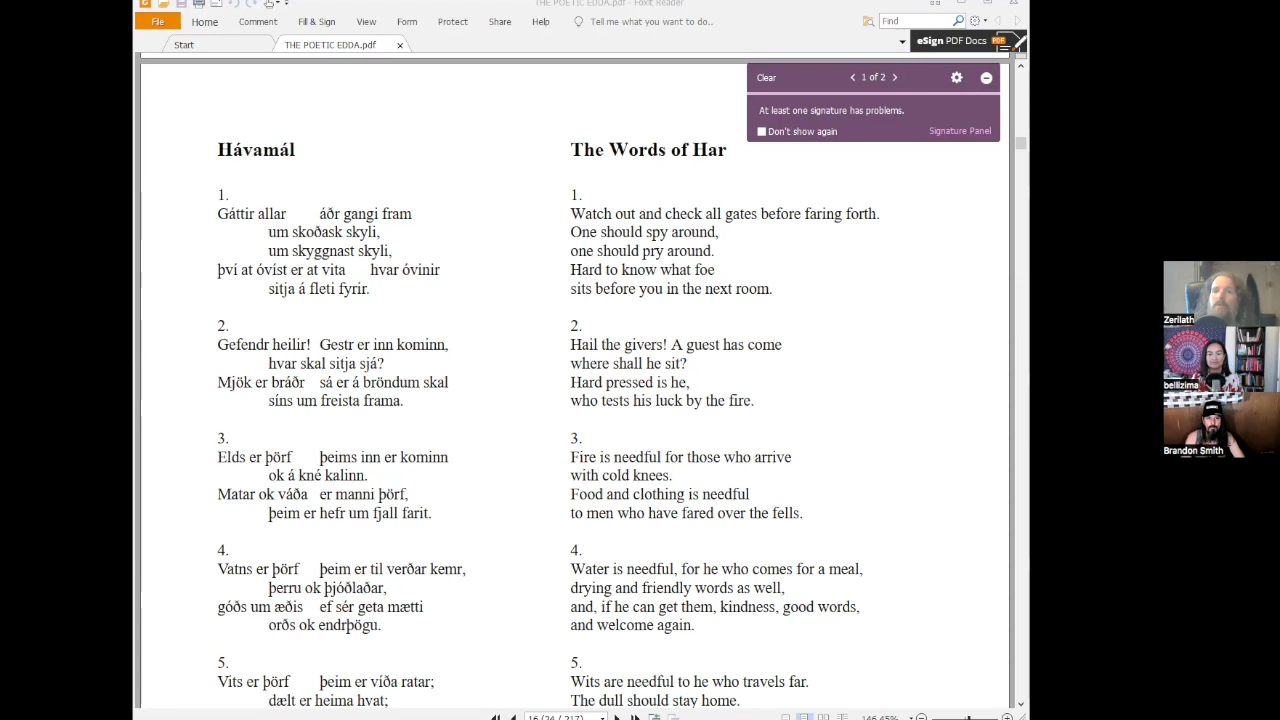 THE POETIC EDDA.pdf - Foxit Reader
File Home Comment Fill & Sign View Form Protect Share Help Tell me what you want to do.. Find
Start THE POETIC EDDA.pdf × eSign PDF Docs
Clear 1 of 2
At least one signature has problems.
Don't show again Signature Panel
Hávamál
1.
Gáttir allar áðr gangi fram
um skoðask skyli,
um skyggnast skyli,
því at óvíst er at vita hvar óvinir
sitja á fleti fyrir.
2.
Gefendr heilir! Gestr er inn kominn,
hvar skal sitja sjá?
Mjök er bráðr sá er á bröndum skal
síns um freista frama.
3.
Elds er þörf þeims inn er kominn
ok á kné kalinn.
Matar ok váða er manni þörf,
þeim er hefr um fjall farit.
4.
Vatns er þörf þeim er til verðar kemr,
þerru ok þjóðlaðar,
góðs um æðis ef sér geta mætti
orðs ok endrþögu.
5.
Vits er þörf þeim er víða ratar;
dælt er heima hvat;
The Words of Har
1.
Watch out and check all gates before faring forth.
One should spy around,
one should pry around.
Hard to know what foe
sits before you in the next room.
2.
Hail the givers! A guest has come
where shall he sit?
Hard pressed is he,
who tests his luck by the fire.
3.
Fire is needful for those who arrive
with cold knees.
Food and clothing is needful
to men who have fared over the fells.
4.
Water is needful, for he who comes for a meal,
drying and friendly words as well,
and, if he can get them, kindness, good words,
and welcome again.
5.
Wits are needful to he who travels far.
The dull should stay home.
Zerilath
bellizima
Brandon Smith
16 (24 / 217) 146.45%